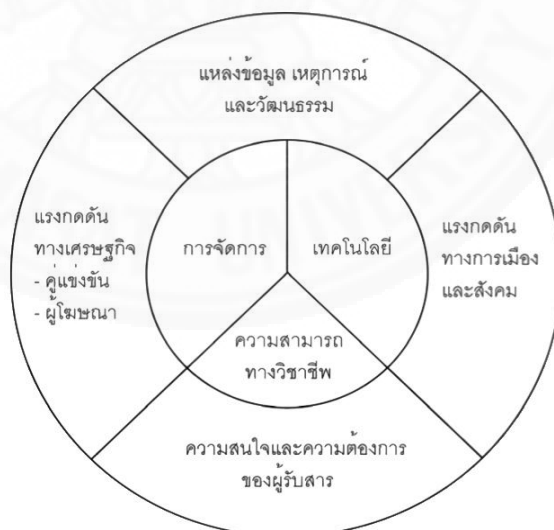 แหล่งข้อมูล เหตุการณ์
และวัฒนธรรม
แรงกดดัน
ทางเศรษฐกิจ
- คู่แข่งขัน
- ผู้โฆษณา
การจัดการ
เทคโนโลยี
แรงกดดัน
ทางการเมือง
และสังคม
ความสามารถ
ทางวิชาชีพ
ความสนใจและความต้องการ
ของผู้รับสาร